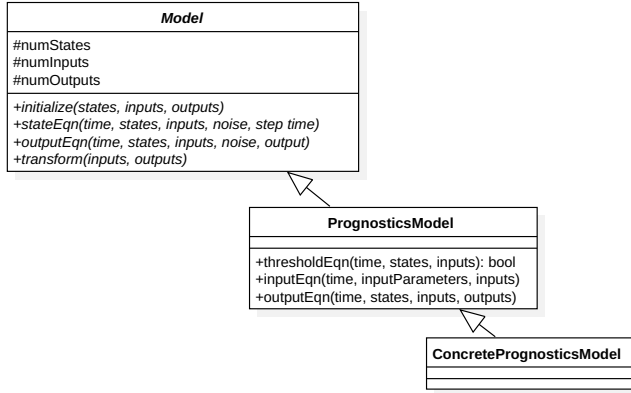 Model
#numStates
#numInputs
#numOutputs
+initialize(states, inputs, outputs)
+stateEqn(time, states, inputs, noise, step time)
+outputEqn(time, states, inputs, noise, output)
+transform(inputs, outputs)
PrognosticsModel
+thresholdEqn(time, states, inputs): bool
+inputEqn(time, inputParameters, inputs)
+outputEqn(time, states, inputs, outputs)
ConcretePrognosticsModel